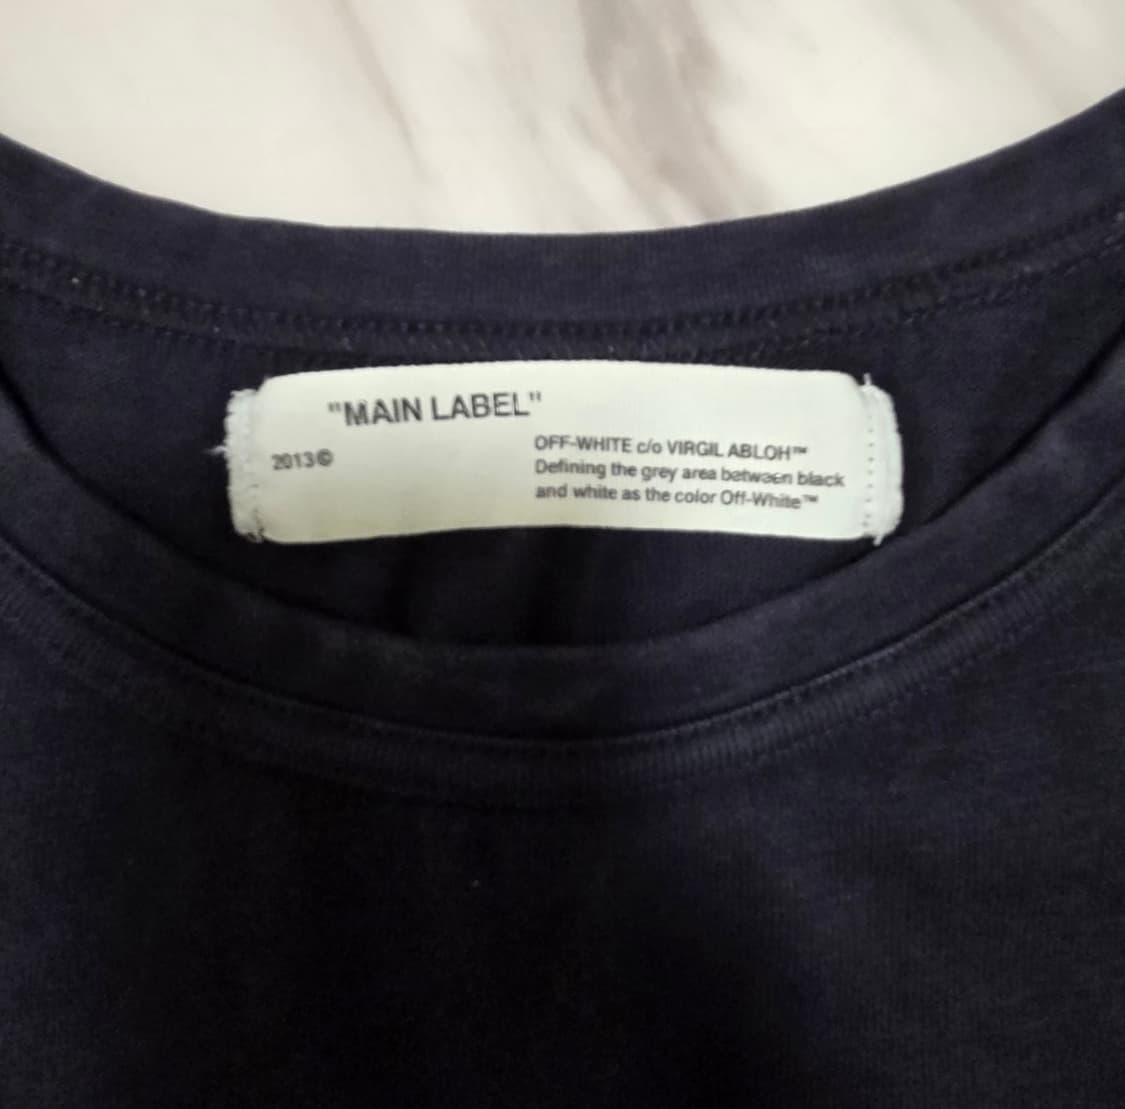 "MAIN LABEL"
2013©
OFF-WHITE c/o VIRGIL ABLOH™
Defining the grey area between black
and white as the color Off-White™